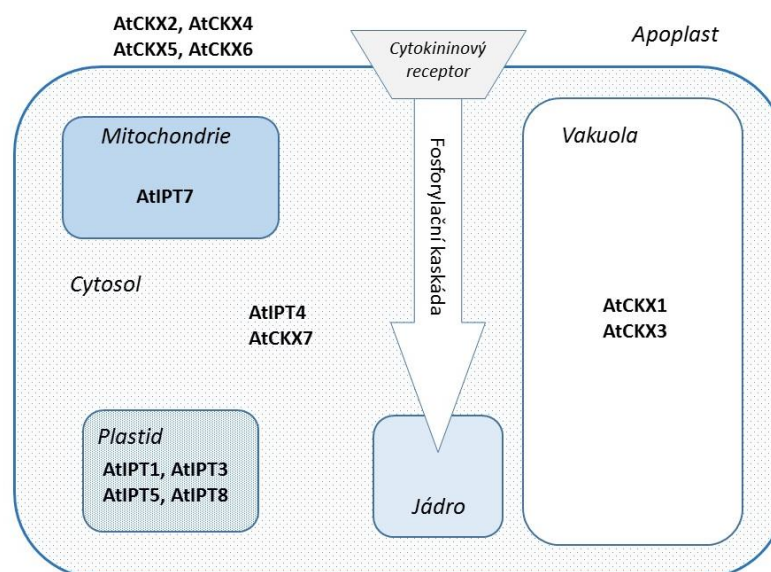 AtCKX2, AtCKX4
AtCKX5, AtCKX6
Cytokininový
receptor
Apoplast
Mitochondrie
AtIPT7
Fosforylační kaskáda
Vakuola
Cytosol
AtIPT4
AtCKX7
AtCKX1
AtCKX3
Plastid
AtIPT1, AtIPT3
AtIPT5, AtIPT8
Jádro